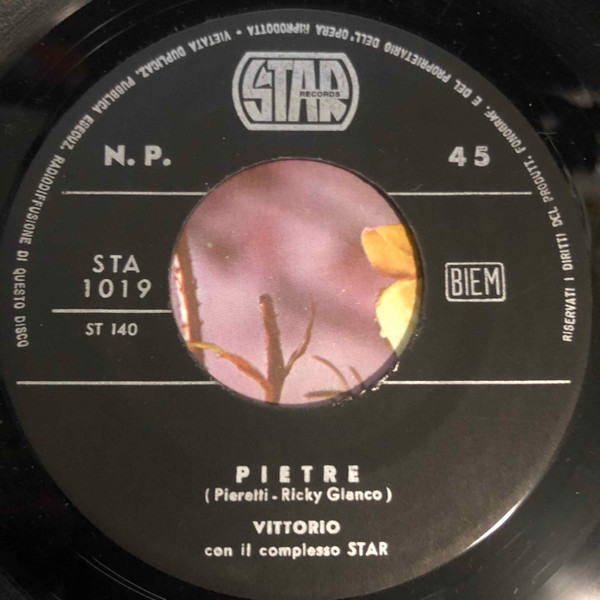 RISERVATI I DIRITTI DEL PRODUTT. FONOGRAF. E DEL PROPRIETARIO DELL'OPERA RIPRODOTTA • VIETATA DUPLICAZ. PUBBLICA ESECUZ. RADIODIFFUSIONE DI QUESTO DISCO
STAR
RECORDS
N. P.
45
STA
1019
BIEM
ST 140
PIETRE
( Pieretti - Ricky Gianco )
VITTORIO
con il complesso STAR